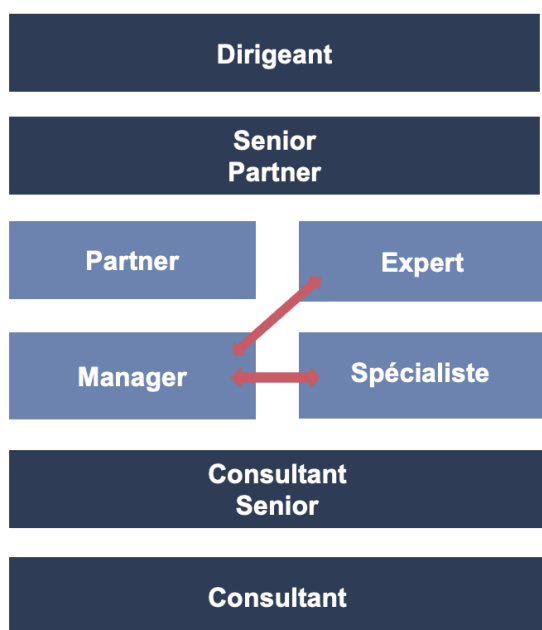 Dirigeant
Senior
Partner
Partner
Expert
Manager
Spécialiste
Consultant
Senior
Consultant